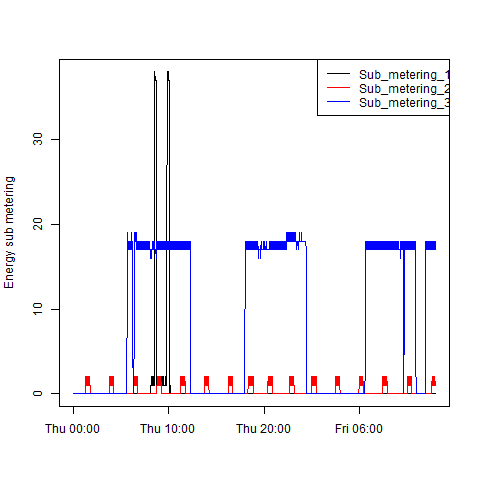 Sub_metering_1
Sub_metering_2
Sub_metering_3
Energy sub metering
30
20
10
0
Thu 00:00 Thu 10:00 Thu 20:00 Fri 06:00